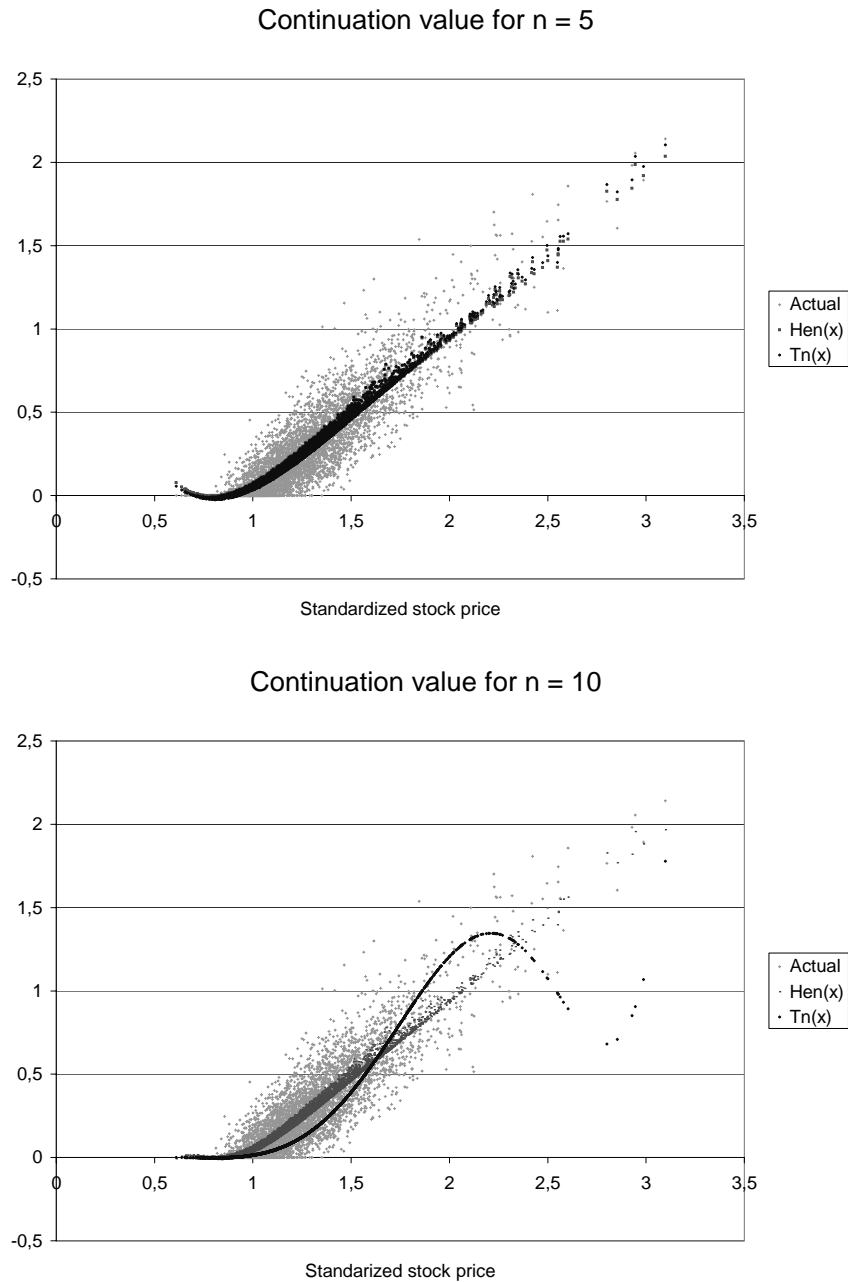 Continuation value for n = 5
2,5
2
1,5
1
0,5
0
-0,5
0 0,5 1 1,5 2 2,5 3 3,5
Standardized stock price
Actual
Hen(x)
Tn(x)
Continuation value for n = 10
2,5
2
1,5
1
0,5
0
-0,5
0 0,5 1 1,5 2 2,5 3 3,5
Standarized stock price
Actual
Hen(x)
Tn(x)